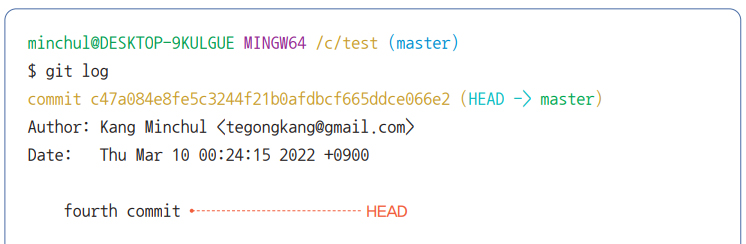 minchul@DESKTOP-9KULGUE MINGW64 /c/test (master)
$ git log
commit c47a084e8fe5c3244f21b0afdbcf665ddce066e2 (HEAD -> master)
Author: Kang Minchul <tegongkang@gmail.com>
Date:   Thu Mar 10 00:24:15 2022 +0900
fourth commit HEAD